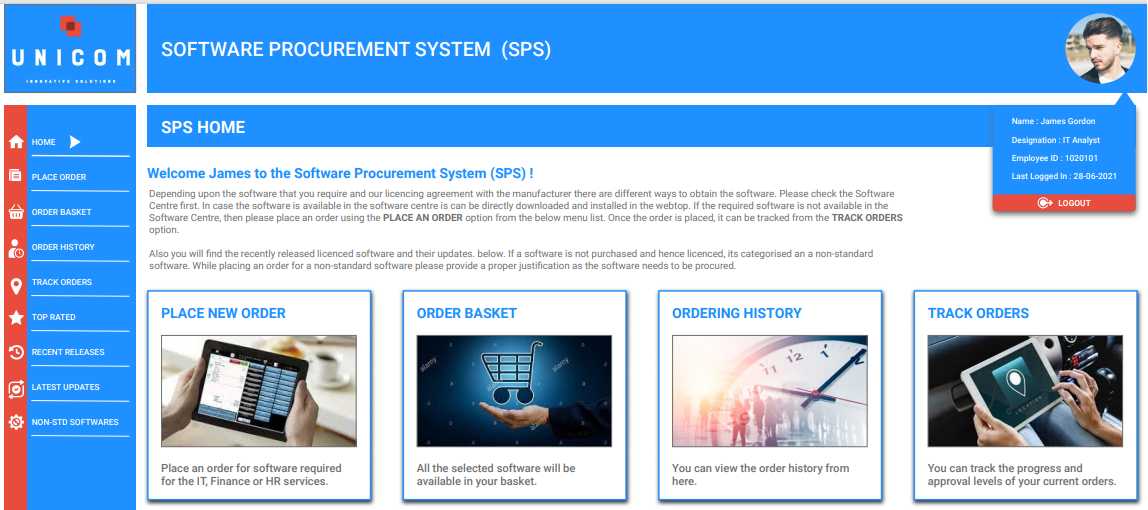 UNICOM
INNOVATIVE SOLUTIONS
SOFTWARE PROCUREMENT SYSTEM (SPS)
Name : James Gordon
Designation : IT Analyst
Employee ID : 1020101
Last Logged In : 28-06-2021
LOGOUT
HOME
PLACE ORDER
ORDER BASKET
ORDER HISTORY
TRACK ORDERS
TOP RATED
RECENT RELEASES
LATEST UPDATES
NON-STD SOFTWARES
SPS HOME
Welcome James to the Software Procurement System (SPS) !
Depending upon the software that you require and our licencing agreement with the manufacturer there are different ways to obtain the software. Please check the Software
Centre first. In case the software is available in the software centre is can be directly downloaded and installed in the webtop. If the required software is not available in the
Software Centre, then please place an order using the PLACE AN ORDER option from the below menu list. Once the order is placed, it can be tracked from the TRACK ORDERS
option.
Also you will find the recently released licenced software and their updates. below. If a software is not purchased and hence licenced, its categorised an a non-standard
software. While placing an order for a non-standard software please provide a proper justification as the software needs to be procured.
PLACE NEW ORDER
Place an order for software required
for the IT, Finance or HR services.
ORDER BASKET
alamy
alamy
alamy
All the selected software will be
available in your basket.
ORDERING HISTORY
12
You can view the order history from
here.
TRACK ORDERS
LOCATION
You can track the progress and
approval levels of your current orders.